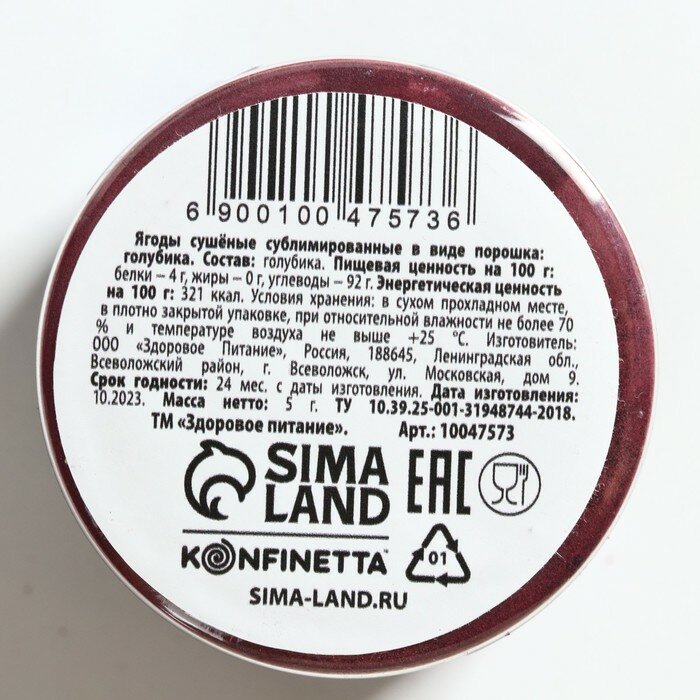 6 900100 475736
Ягоды сушёные сублимированные в виде порошка:
голубика. Состав: голубика. Пищевая ценность на 100 г:
белки – 4 г, жиры – 0 г, углеводы – 92 г. Энергетическая ценность
на 100 г: 321 ккал. Условия хранения: в сухом прохладном месте,
в плотно закрытой упаковке, при относительной влажности не более 70
% и температуре воздуха не выше +25 °С. Изготовитель:
ООО «Здоровое Питание», Россия, 188645, Ленинградская обл.,
Всеволожский район, г. Всеволожск, ул. Московская, дом 9.
Срок годности: 24 мес. с даты изготовления. Дата изготовления:
10.2023. Масса нетто: 5 г. ТУ 10.39.25-001-31948744-2018.
ТМ «Здоровое питание». Арт.: 10047573
SIMA
LAND
EAC
KONFINETTA
01
SIMA-LAND.RU